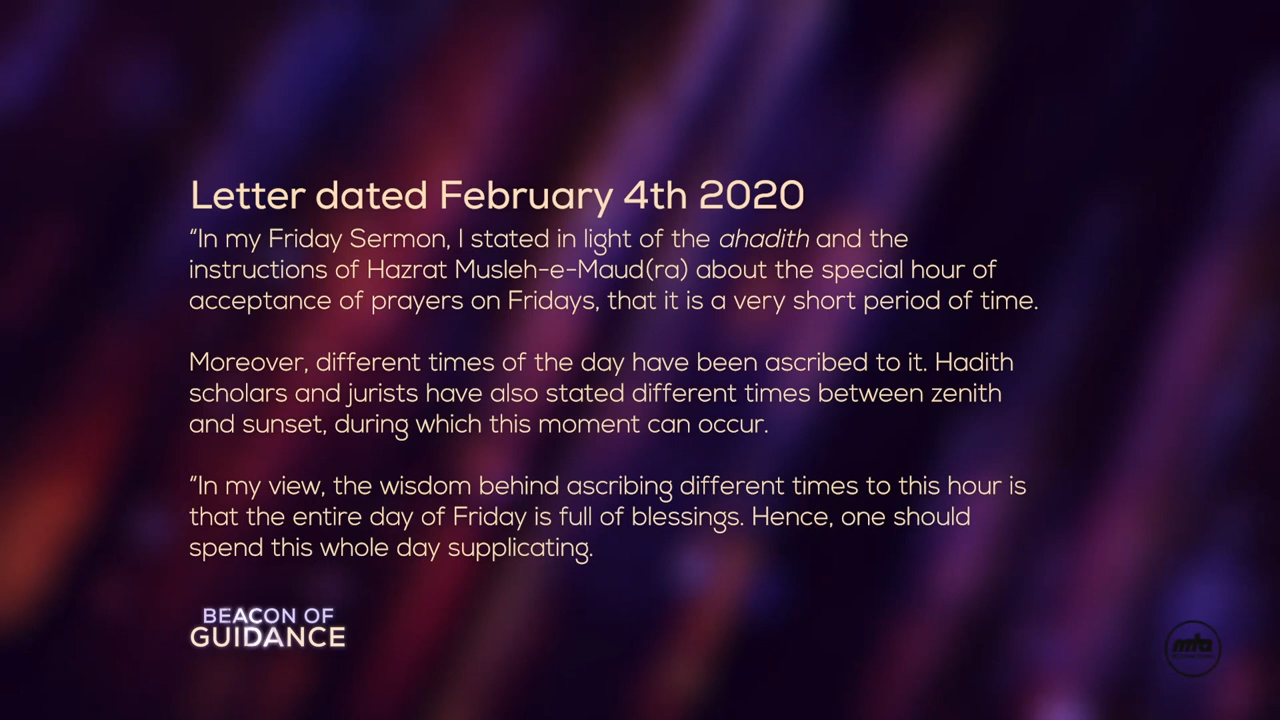 Letter dated February 4th 2020
“In my Friday Sermon, I stated in light of the ahadith and the
instructions of Hazrat Musleh-e-Maud(ra) about the special hour of
acceptance of prayers on Fridays, that it is a very short period of time.
Moreover, different times of the day have been ascribed to it. Hadith
scholars and jurists have also stated different times between zenith
and sunset, during which this moment can occur.
“In my view, the wisdom behind ascribing different times to this hour is
that the entire day of Friday is full of blessings. Hence, one should
spend this whole day supplicating.
BEACON OF
GUIDANCE
mta